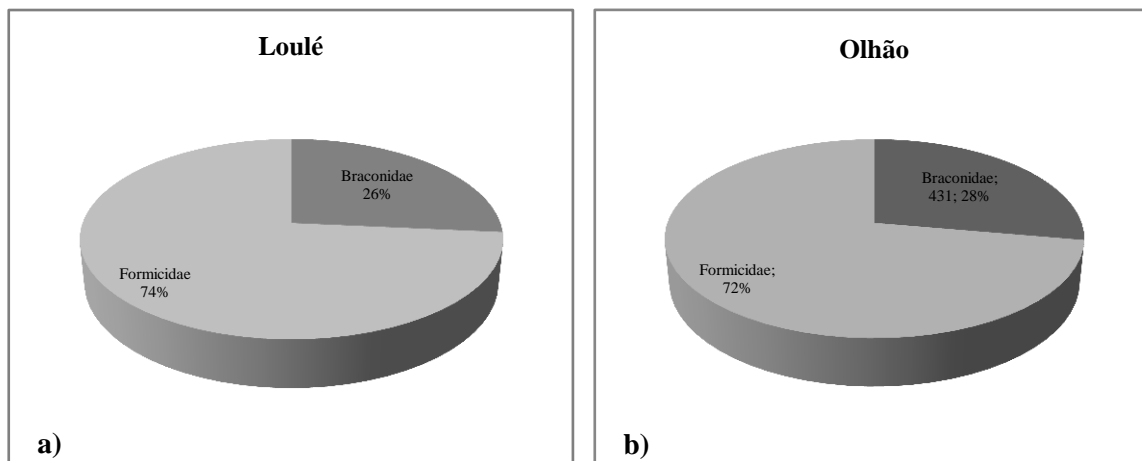 Loulé
Braconidae
26%
Formicidae
74%
a)
Olhão
Braconidae;
431; 28%
Formicidae;
72%
b)